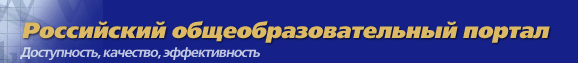 Российский общеобразовательный портал
Доступность, качество, эффективность